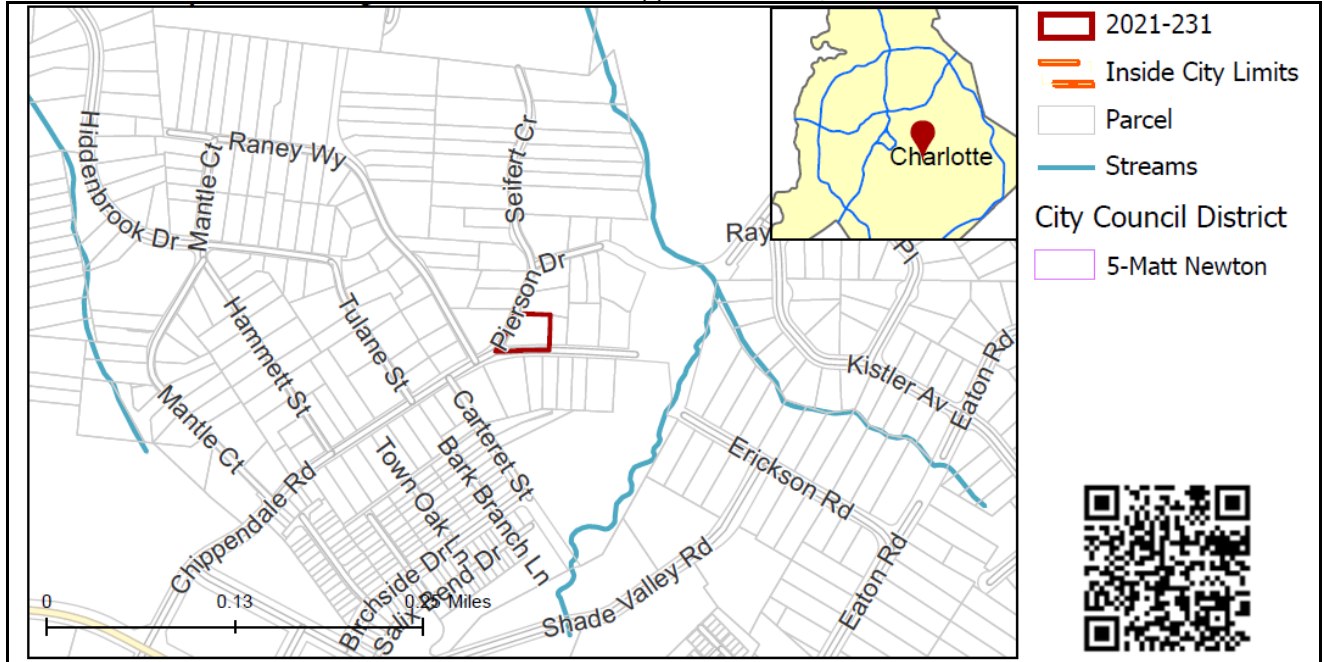 2021-231
Inside City Limits
Parcel
Streams
City Council District
5-Matt Newton
Charlotte
Hiddenbrook Dr
Mantle Ct
Raney Wy
Seifert Cr
Pierson Dr
Ray
Pl
Hammett St
Tulane St
Mantle Ct
Carteret St
Kistler Av
Eaton Rd
Town Oak Ln
Bark Branch Ln
Erickson Rd
Chippendale Rd
Birchside Dr
Salix Bend Dr
Shade Valley Rd
Eaton Rd
0
0.13
0.25 Miles